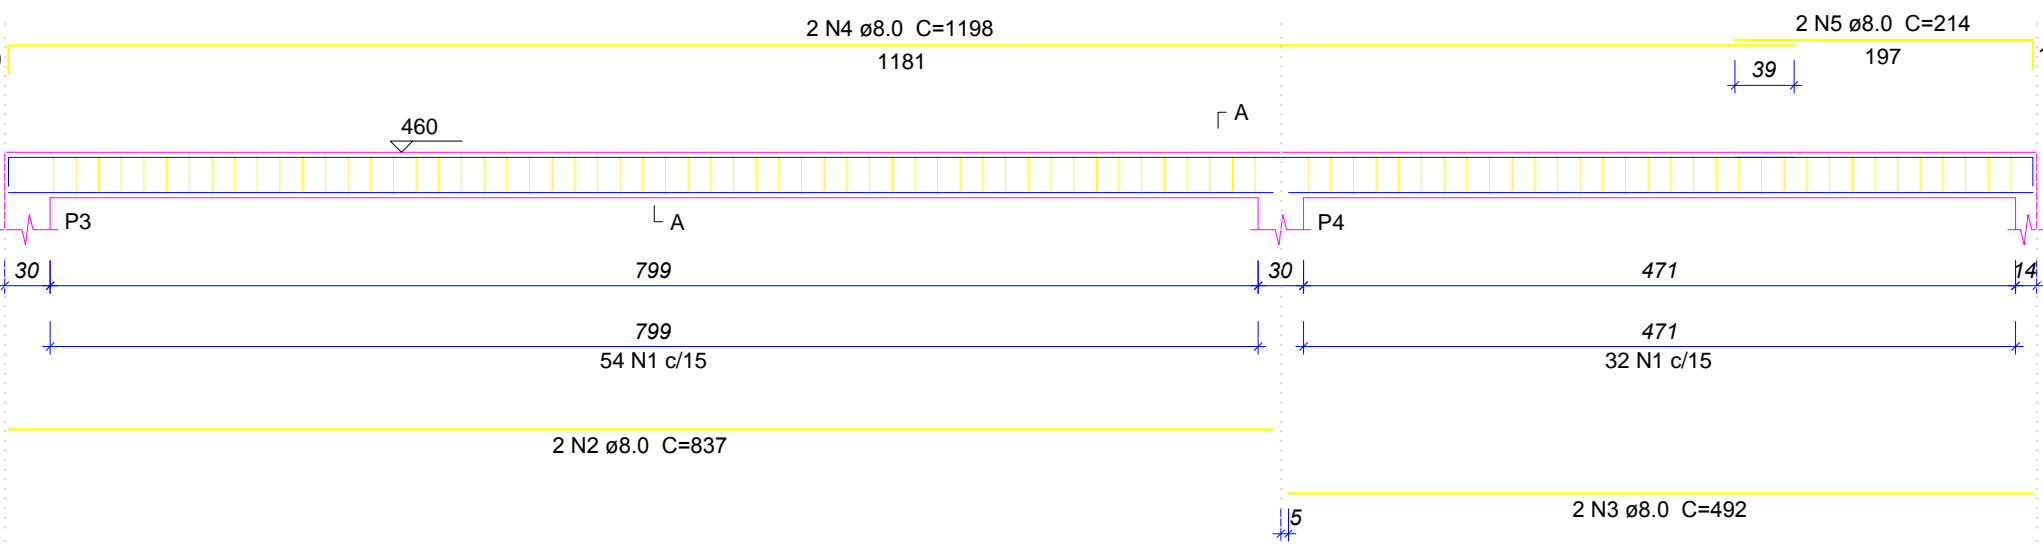 2 N4 ø8.0 C=1198
1181
2 N5 ø8.0 C=214
197
39
A
460
P3
A
P4
30
799
30
471
14
799
54 N1 c/15
471
32 N1 c/15
2 N2 ø8.0 C=837
2 N3 ø8.0 C=492
5